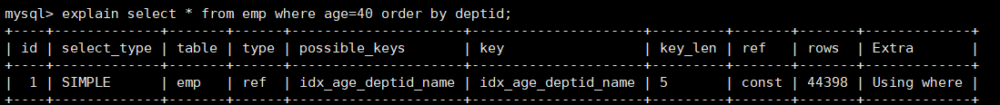 mysql> explain select * from emp where age=40 order by deptid;
+----+-------------+-------+------+---------------------+---------------------+---------+-------+-------+-------------+
| id | select_type | table | type | possible_keys       | key                 | key_len | ref   | rows  | Extra       |
+----+-------------+-------+------+---------------------+---------------------+---------+-------+-------+-------------+
|  1 | SIMPLE      | emp   | ref  | idx_age_deptid_name | idx_age_deptid_name | 5       | const | 44398 | Using where |
+----+-------------+-------+------+---------------------+---------------------+---------+-------+-------+-------------+